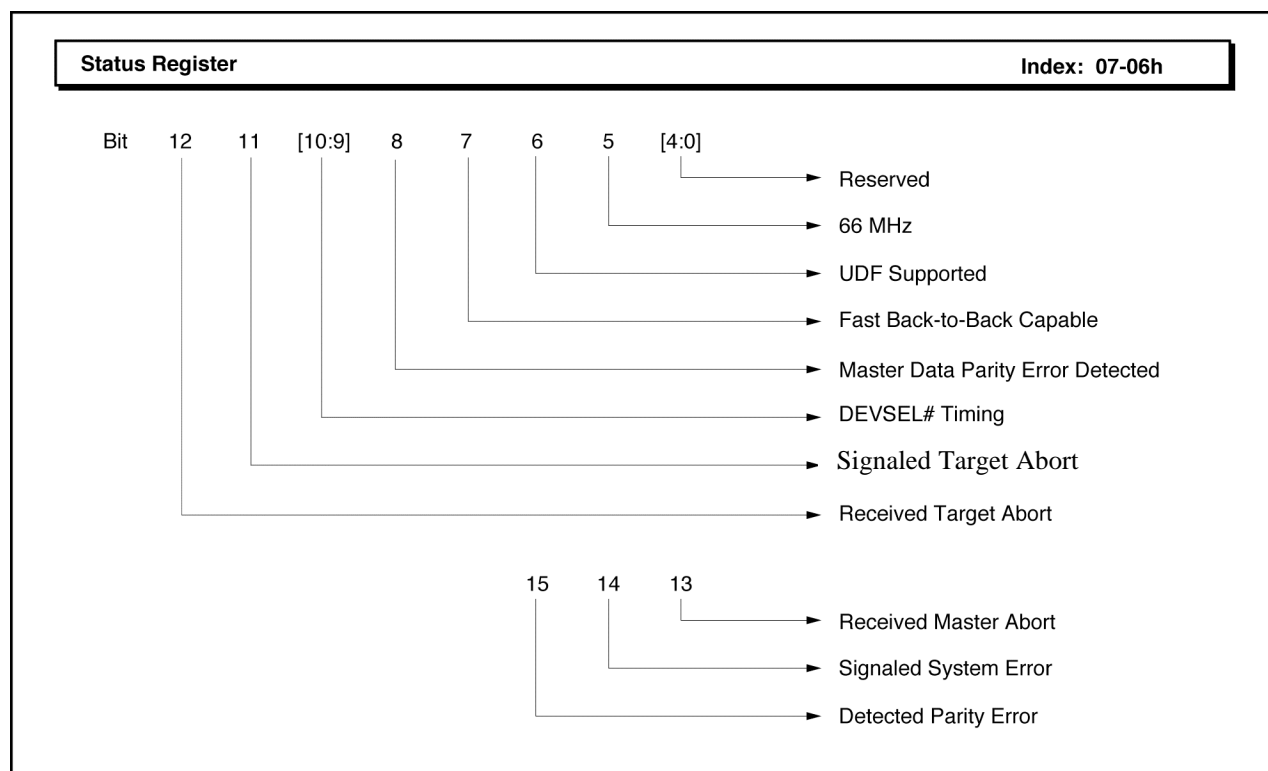 Status Register Index: 07-06h
Bit 12 11 [10:9] 8 7 6 5 [4:0]
Reserved
66 MHz
UDF Supported
Fast Back-to-Back Capable
Master Data Parity Error Detected
DEVSEL# Timing
Signaled Target Abort
Received Target Abort
15 14 13
Received Master Abort
Signaled System Error
Detected Parity Error